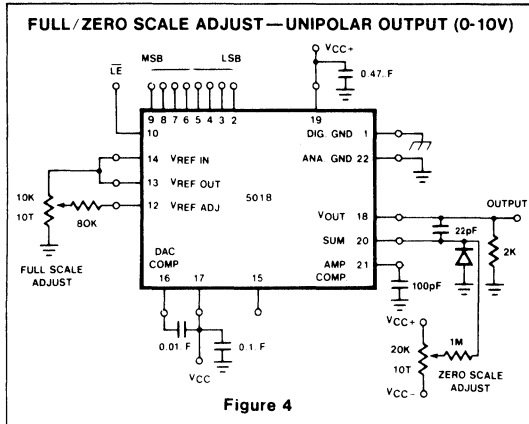 FULL/ZERO SCALE ADJUST—UNIPOLAR OUTPUT (0-10V)
LE
MSB
LSB
VCC+
0.47..F
9 8 7 6 5 4 3 2
19
10
DIG. GND 1
14 VREF IN
ANA. GND 22
13 VREF OUT
10K
10T
80K
12 VREF ADJ
5018
VOUT 18
OUTPUT
22pF
SUM 20
2K
FULL SCALE
ADJUST
DAC
COMP
AMP
COMP.
21
16 17 15
100pF
0.01..F
0.1..F
VCC
VCC+
20K
10T
1M
ZERO SCALE
ADJUST
VCC-
Figure 4